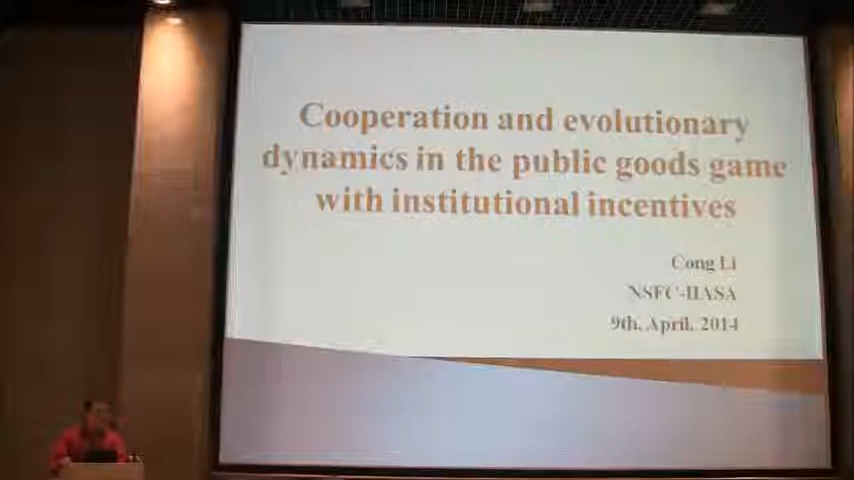 Cooperation and evolutionary
dynamics in the public goods game
with institutional incentives
Cong Li
NSFC-IIASA
9th, April, 2014